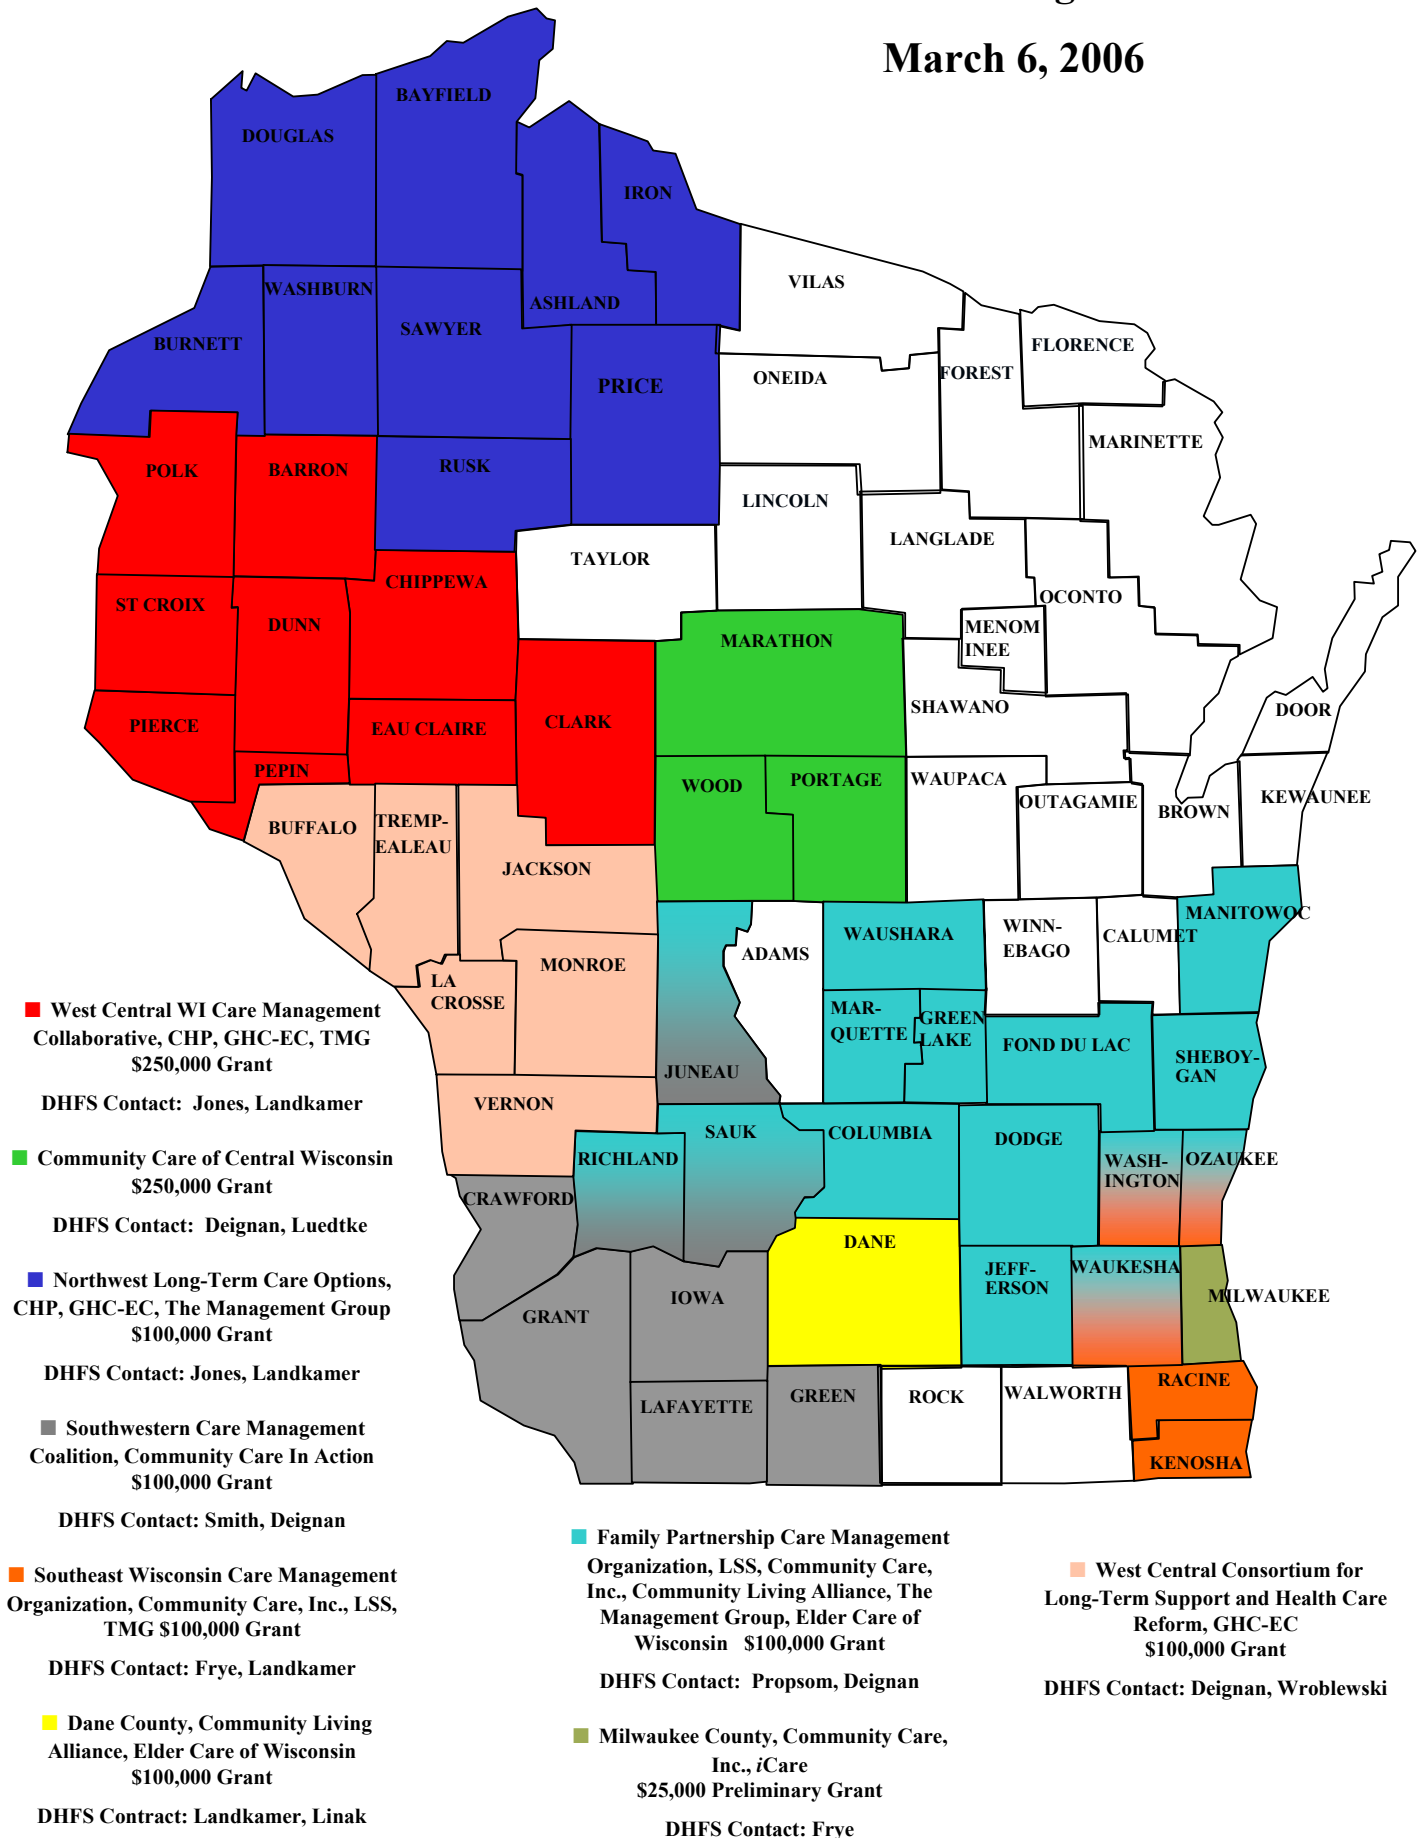 March 6, 2006
BAYFIELD
DOUGLAS
IRON
VILAS
WASHBURN
ASHLAND
SAWYER
BURNETT
FLORENCE
FOREST
ONEIDA
PRICE
MARINETTE
POLK
BARRON
RUSK
LINCOLN
LANGLADE
TAYLOR
CHIPPEWA
OCONTO
ST CROIX
DUNN
MENOM
INEE
MARATHON
SHAWANO
DOOR
PIERCE
EAU CLAIRE
CLARK
PEPIN
WOOD
PORTAGE
WAUPACA
OUTAGAMIE
BROWN
KEWAUNEE
BUFFALO
TREMP-
EALEAU
JACKSON
MANITOWOC
WAUSHARA
WINN-
EBAGO
CALUMET
ADAMS
MONROE
LA
CROSSE
MAR-
QUETTE
GREEN
LAKE
FOND DU LAC
SHEBOY-
GAN
JUNEAU
VERNON
SAUK
COLUMBIA
DODGE
RICHLAND
WASH-
INGTON
OZAUKEE
CRAWFORD
DANE
JEFF-
ERSON
WAUKESHA
MILWAUKEE
IOWA
GRANT
RACINE
GREEN
ROCK
WALWORTH
LAFAYETTE
KENOSHA
West Central WI Care Management
Collaborative, CHP, GHC-EC, TMG
$250,000 Grant
DHFS Contact: Jones, Landkamer
Community Care of Central Wisconsin
$250,000 Grant
DHFS Contact: Deignan, Luedtke
Northwest Long-Term Care Options,
CHP, GHC-EC, The Management Group
$100,000 Grant
DHFS Contact: Jones, Landkamer
Southwestern Care Management
Coalition, Community Care In Action
$100,000 Grant
DHFS Contact: Smith, Deignan
Southeast Wisconsin Care Management
Organization, Community Care, Inc., LSS,
TMG $100,000 Grant
DHFS Contact: Frye, Landkamer
Dane County, Community Living
Alliance, Elder Care of Wisconsin
$100,000 Grant
DHFS Contract: Landkamer, Linak
Family Partnership Care Management
Organization, LSS, Community Care,
Inc., Community Living Alliance, The
Management Group, Elder Care of
Wisconsin $100,000 Grant
DHFS Contact: Propsom, Deignan
Milwaukee County, Community Care,
Inc., iCare
$25,000 Preliminary Grant
DHFS Contact: Frye
West Central Consortium for
Long-Term Support and Health Care
Reform, GHC-EC
$100,000 Grant
DHFS Contact: Deignan, Wroblewski